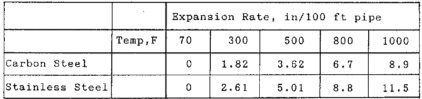 Expansion Rate, in/100 ft pipe
Temp,F 70 300 500 800 1000
Carbon Steel 0 1.82 3.62 6.7 8.9
Stainless Steel 0 2.61 5.01 8.8 11.5